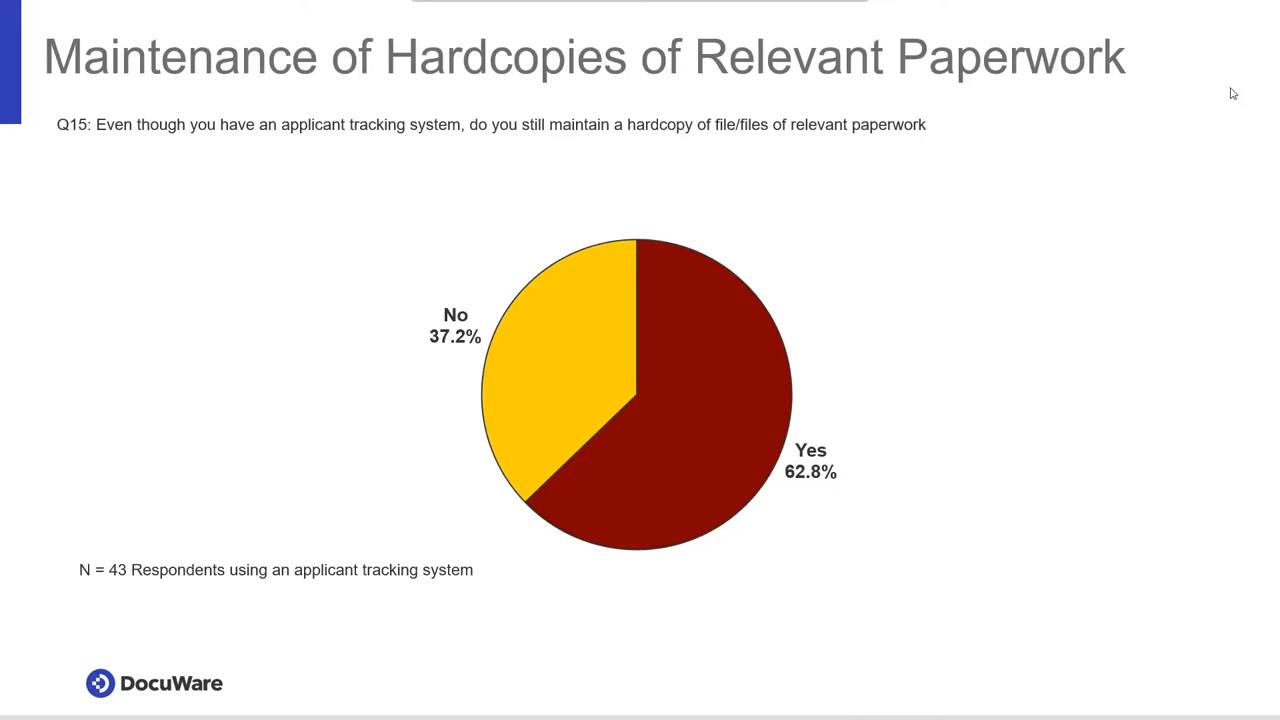 Maintenance of Hardcopies of Relevant Paperwork
Q15: Even though you have an applicant tracking system, do you still maintain a hardcopy of file/files of relevant paperwork
No
37.2%
Yes
62.8%
N = 43 Respondents using an applicant tracking system
DocuWare